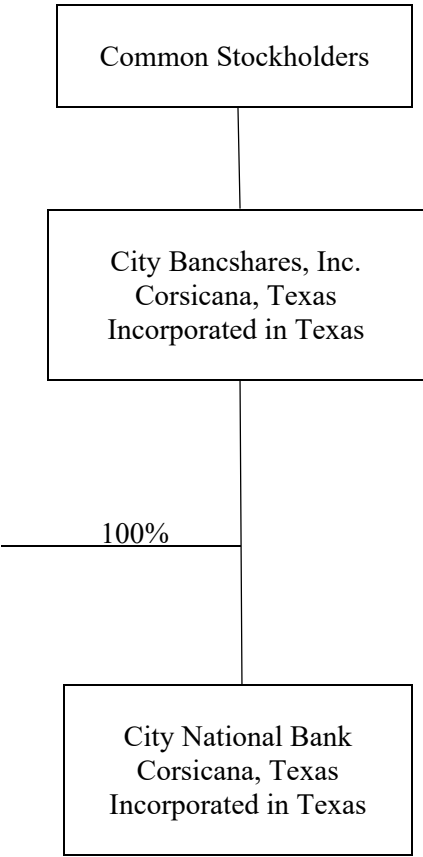 Common Stockholders
City Bancshares, Inc.
Corsicana, Texas
Incorporated in Texas
100%
City National Bank
Corsicana, Texas
Incorporated in Texas